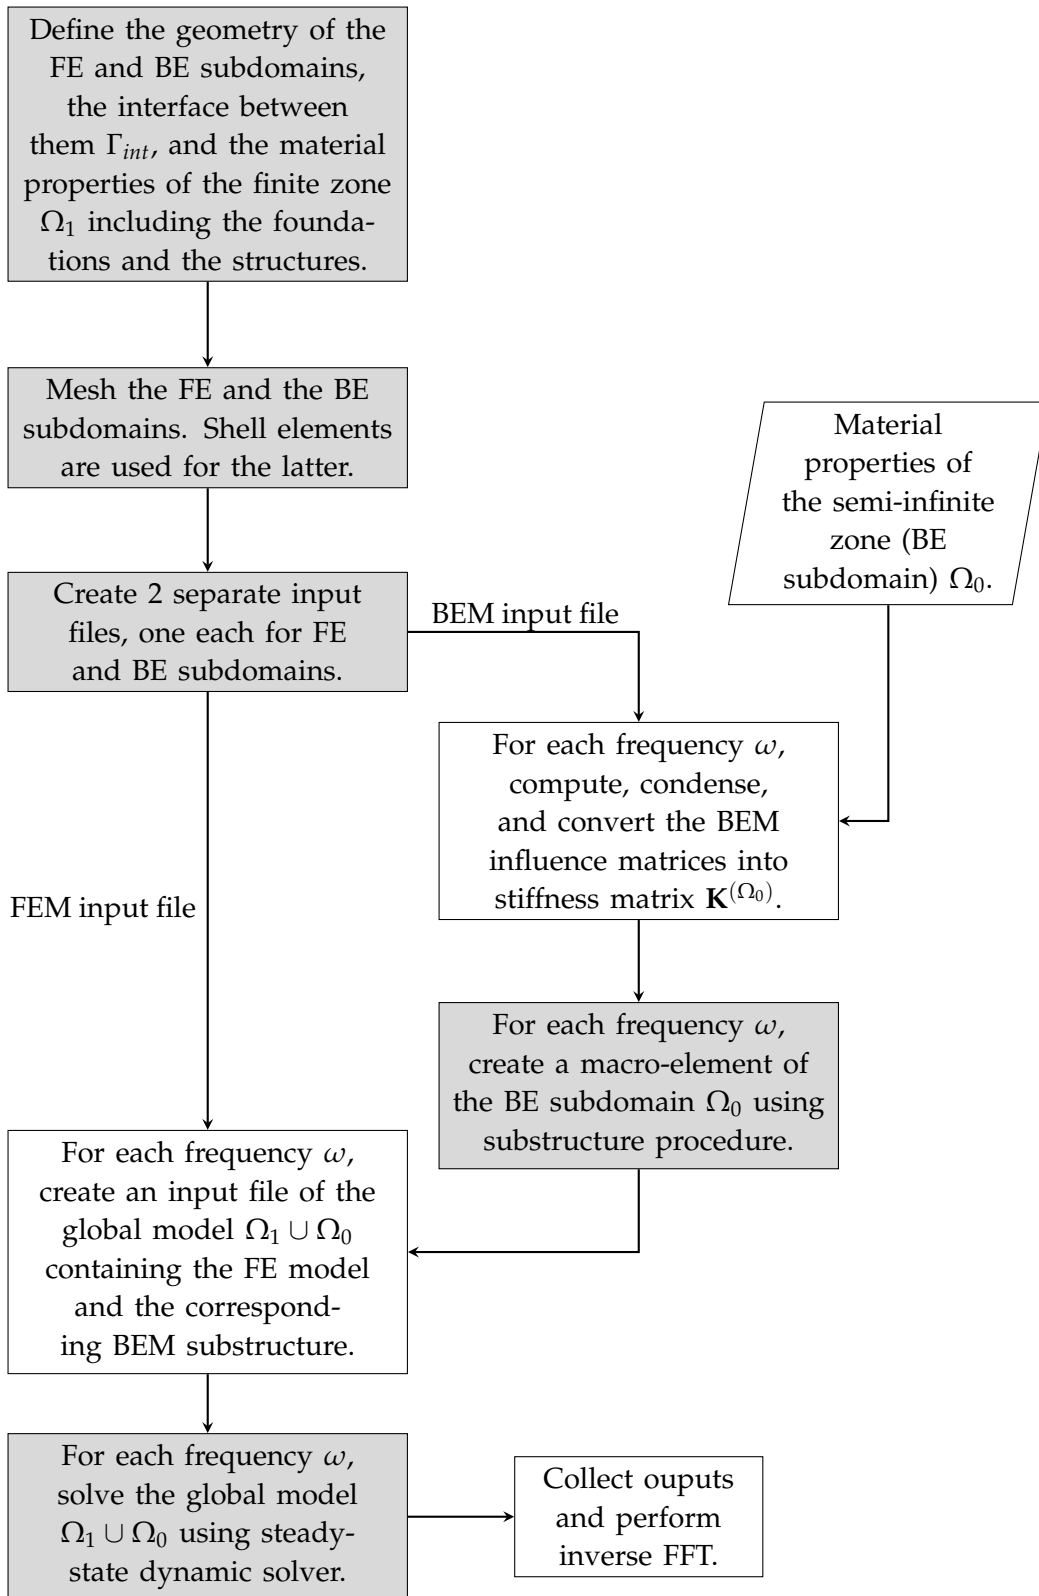 Define the geometry of the
FE and BE subdomains,
the interface between
them Γ_int, and the material
properties of the finite zone
Ω₁ including the founda-
tions and the structures.
Mesh the FE and the BE
subdomains. Shell elements
are used for the latter.
Material
properties of
the semi-infinite
zone (BE
subdomain) Ω₀.
Create 2 separate input
files, one each for FE
and BE subdomains.
BEM input file
For each frequency ω,
compute, condense,
and convert the BEM
influence matrices into
stiffness matrix K^(Ω₀).
FEM input file
For each frequency ω,
create a macro-element of
the BE subdomain Ω₀ using
substructure procedure.
For each frequency ω,
create an input file of the
global model Ω₁ ∪ Ω₀
containing the FE model
and the correspond-
ing BEM substructure.
For each frequency ω,
solve the global model
Ω₁ ∪ Ω₀ using steady-
state dynamic solver.
Collect ouputs
and perform
inverse FFT.